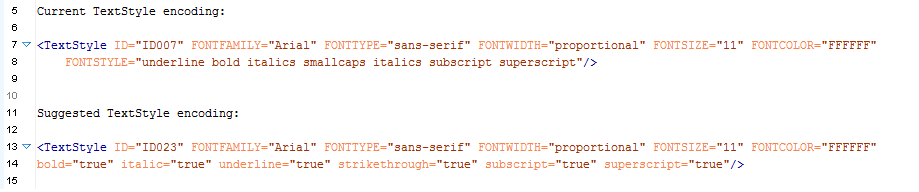 5 Current TextStyle encoding:
6
7 <TextStyle ID="ID007" FONTFAMILY="Arial" FONTTYPE="sans-serif" FONTWIDTH="proportional" FONTSIZE="11" FONTCOLOR="FFFFFF"
8 FONTSTYLE="underline bold italics smallcaps italics subscript superscript"/>
9
10
11 Suggested TextStyle encoding:
12
13 <TextStyle ID="ID023" FONTFAMILY="Arial" FONTTYPE="sans-serif" FONTWIDTH="proportional" FONTSIZE="11" FONTCOLOR="FFFFFF"
14 bold="true" italic="true" underline="true" strikethrough="true" subscript="true" superscript="true"/>
15